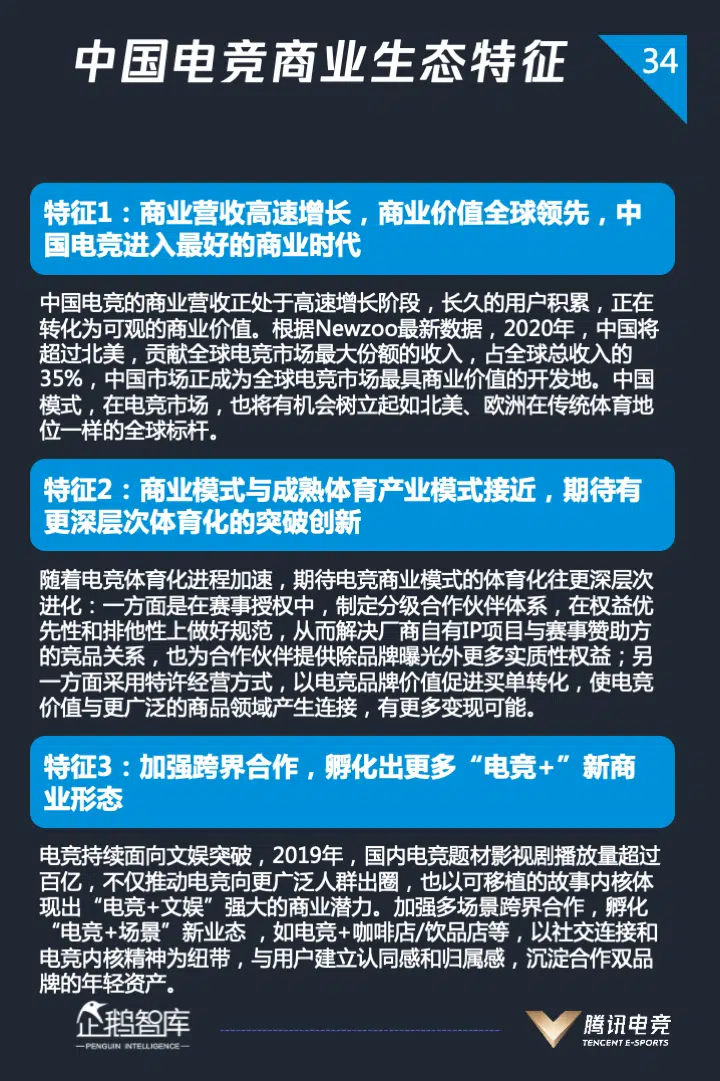 中国电竞商业生态特征
34
特征1：商业营收高速增长，商业价值全球领先，中
国电竞进入最好的商业时代
中国电竞的商业营收正处于高速增长阶段，长久的用户积累，正在
转化为可观的商业价值。根据Newzoo最新数据，2020年，中国将
超过北美，贡献全球电竞市场最大份额的收入，占全球总收入的
35%，中国市场正成为全球电竞市场最具商业价值的开发地。中国
模式，在电竞市场，也将有机会树立起如北美、欧洲在传统体育地
位一样的全球标杆。
特征2：商业模式与成熟体育产业模式接近，期待有
更深层次体育化的突破创新
随着电竞体育化进程加速，期待电竞商业模式的体育化往更深层次
进化：一方面是在赛事授权中，制定分级合作伙伴体系，在权益优
先性和排他性上做好规范，从而解决厂商自有IP项目与赛事赞助方
的竞品关系，也为合作伙伴提供除品牌曝光外更多实质性权益；另
一方面采用特许经营方式，以电竞品牌价值促进买单转化，使电竞
价值与更广泛的商品领域产生连接，有更多变现可能。
特征3：加强跨界合作，孵化出更多“电竞+”新商
业形态
电竞持续面向文娱突破，2019年，国内电竞题材影视剧播放量超过
百亿，不仅推动电竞向更广泛人群出圈，也以可移植的故事内核体
现出“电竞+文娱”强大的商业潜力。加强多场景跨界合作，孵化
“电竞+场景”新业态 ，如电竞+咖啡店/饮品店等，以社交连接和
电竞内核精神为纽带，与用户建立认同感和归属感，沉淀合作双品
牌的年轻资产。
企鹅智库
PENGUIN INTELLIGENCE
腾讯电竞
TENCENT E-SPORTS